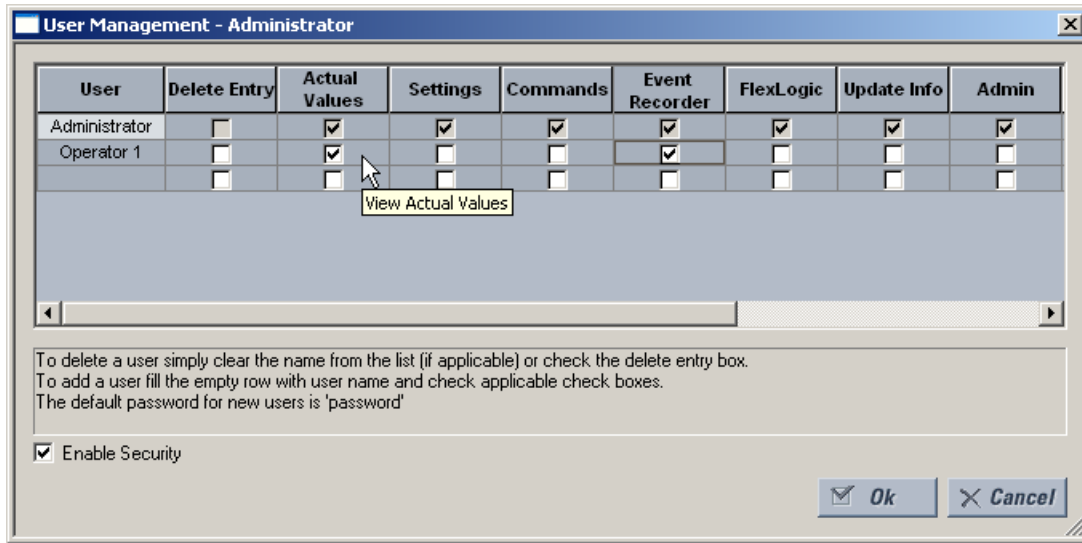 User Management - Administrator
User Delete Entry Actual Values Settings Commands Event Recorder FlexLogic Update Info Admin
Administrator
Operator 1
View Actual Values
To delete a user simply clear the name from the list (if applicable) or check the delete entry box.
To add a user fill the empty row with user name and check applicable check boxes.
The default password for new users is 'password'
Enable Security
Ok Cancel